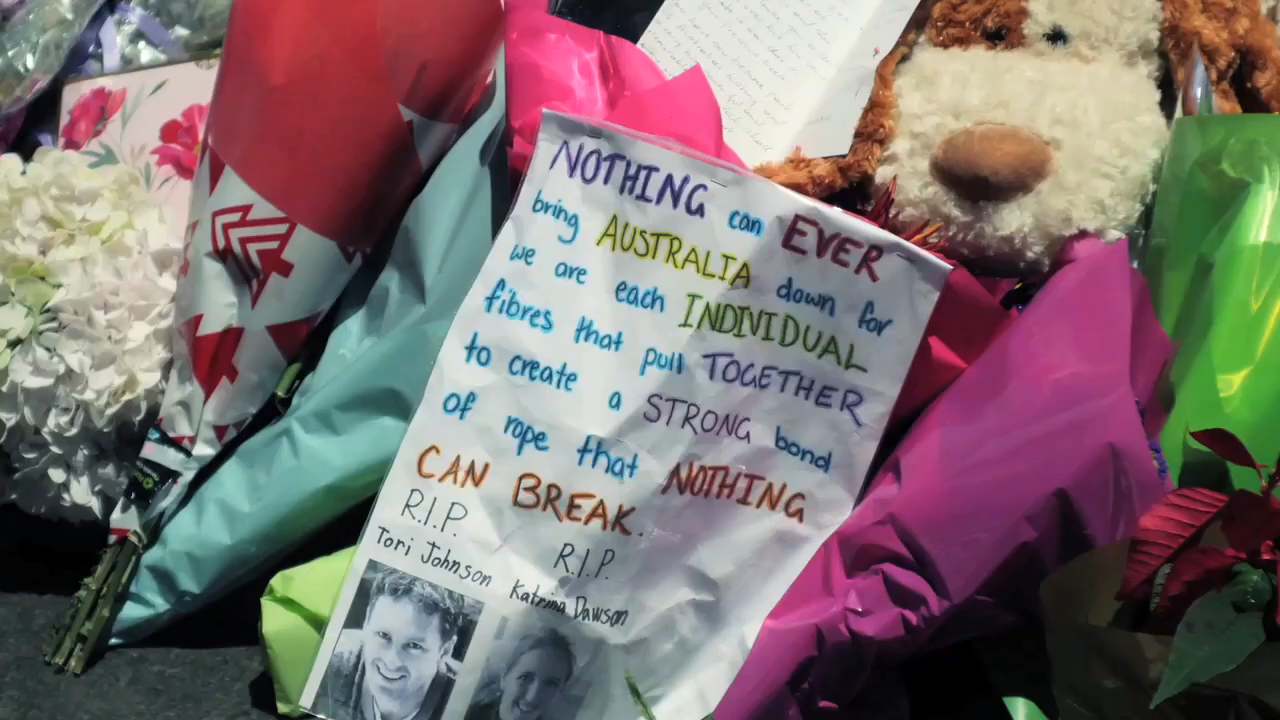 NOTHING can EVER
bring AUSTRALIA down for
we are each INDIVIDUAL
fibres that pull TOGETHER
to create a STRONG bond
of rope that NOTHING
CAN BREAK.
R.I.P. R.I.P.
Tori Johnson Katrina Dawson